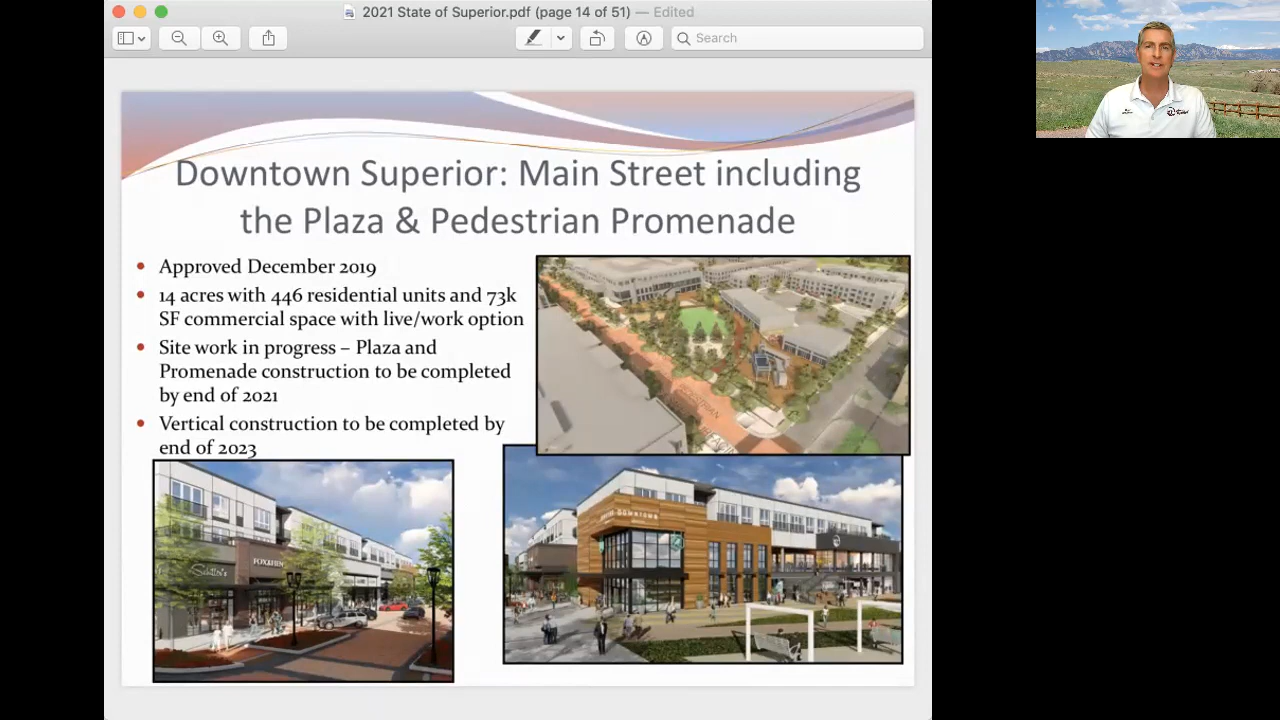 2021 State of Superior.pdf (page 14 of 51) — Edited
Search
Downtown Superior: Main Street including
the Plaza & Pedestrian Promenade
• Approved December 2019
• 14 acres with 446 residential units and 73k
SF commercial space with live/work option
• Site work in progress – Plaza and
Promenade construction to be completed
by end of 2021
• Vertical construction to be completed by
end of 2023
PEDESTRIAN
DOWNTOWN